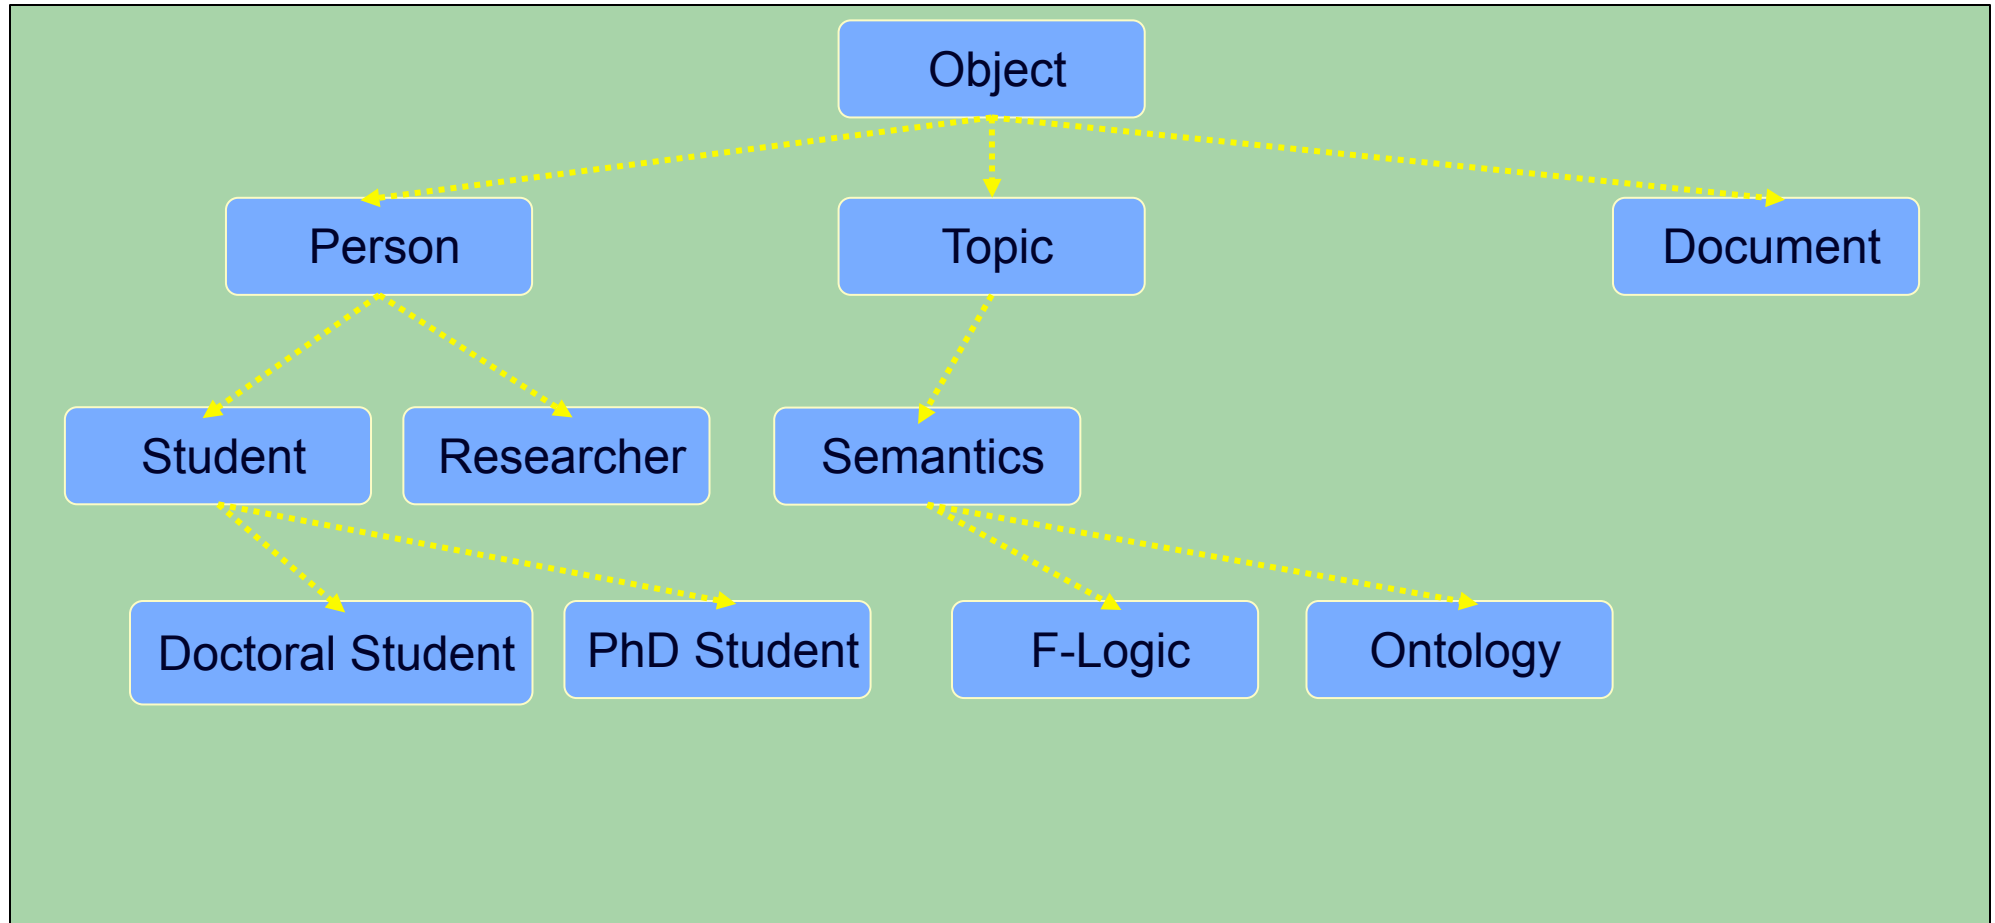 Object
Person
Topic
Document
Student
Researcher
Semantics
Doctoral Student
PhD Student
F-Logic
Ontology